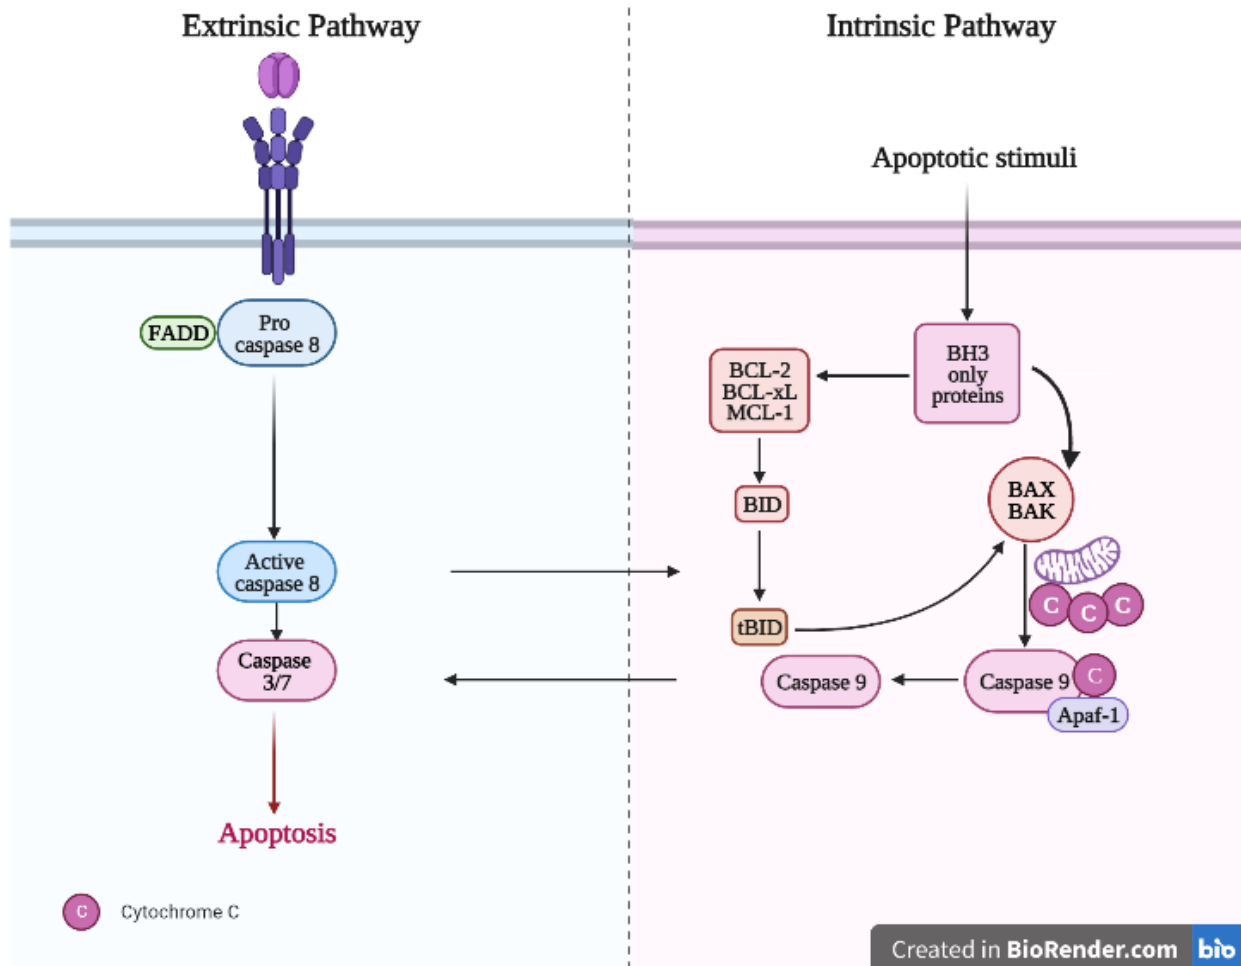 Extrinsic Pathway
Intrinsic Pathway
Apoptotic stimuli
FADD
Pro
caspase 8
BH3
only
proteins
BCL-2
BCL-xL
MCL-1
BID
BAX
BAK
Active
caspase 8
C
C
C
tBID
Caspase
3/7
Caspase 9
Caspase 9
C
Apaf-1
Apoptosis
C
Cytochrome C
Created in BioRender.com bio